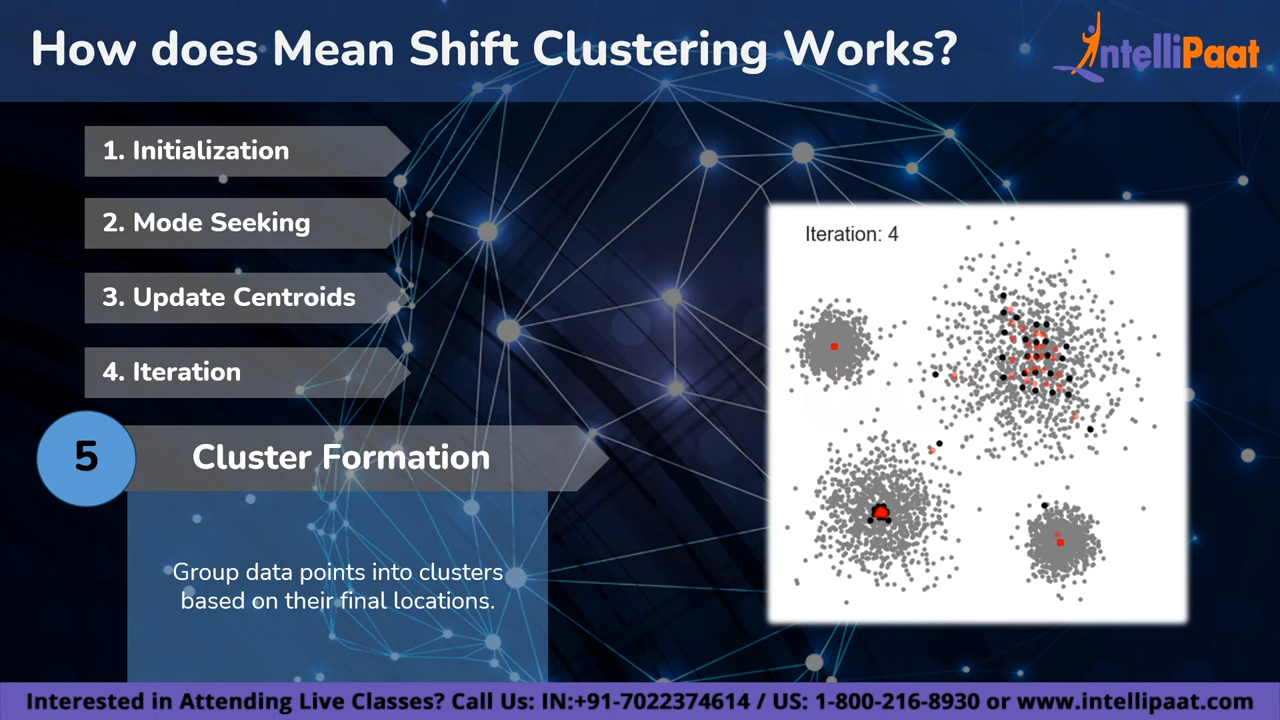 How does Mean Shift Clustering Works?
IntelliPaat
1. Initialization
2. Mode Seeking
3. Update Centroids
4. Iteration
5
Cluster Formation
Group data points into clusters
based on their final locations.
Iteration: 4
Interested in Attending Live Classes? Call Us: IN:+91-7022374614 / US: 1-800-216-8930 or www.intellipaat.com